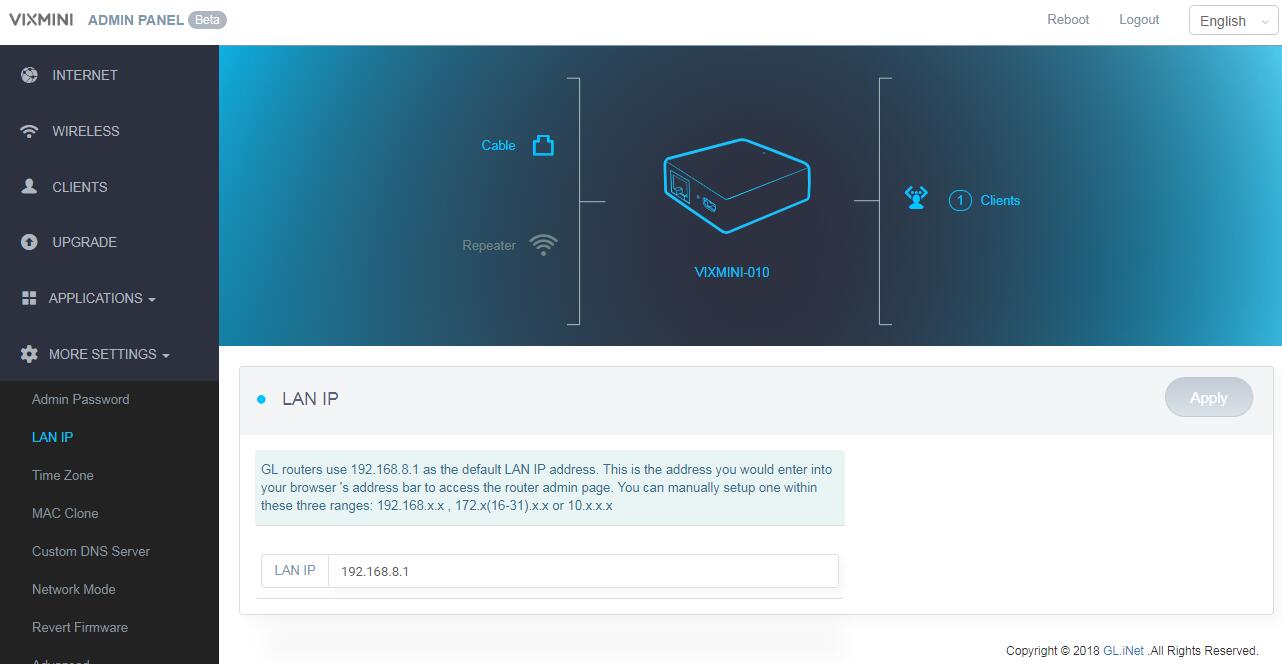 VIXMINI ADMIN PANEL Beta
Reboot
Logout
English
INTERNET
WIRELESS
CLIENTS
UPGRADE
APPLICATIONS
MORE SETTINGS
Admin Password
LAN IP
Time Zone
MAC Clone
Custom DNS Server
Network Mode
Revert Firmware
Advanced
Cable
Repeater
VIXMINI-010
1 Clients
LAN IP
Apply
GL routers use 192.168.8.1 as the default LAN IP address. This is the address you would enter into
your browser 's address bar to access the router admin page. You can manually setup one within
these three ranges: 192.168.x.x , 172.x(16-31).x.x or 10.x.x.x
LAN IP 192.168.8.1
Copyright © 2018 GL.iNet .All Rights Reserved.